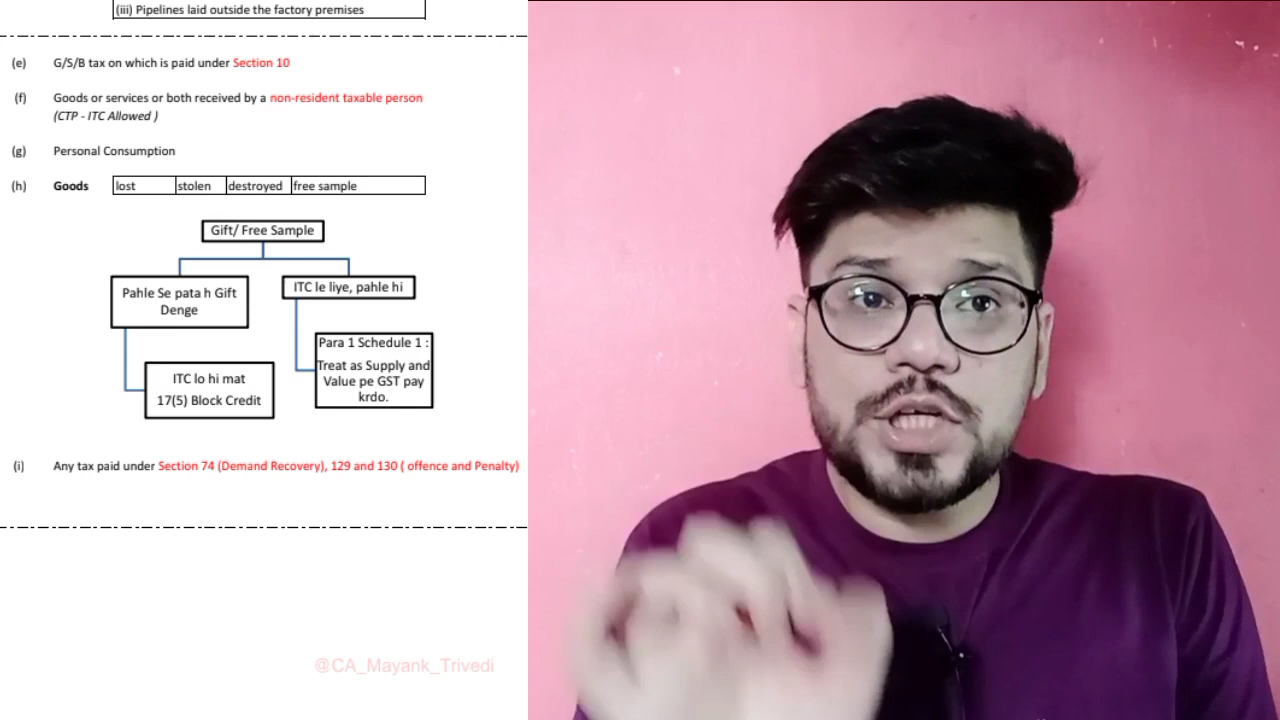 (iii) Pipelines laid outside the factory premises
(e) G/S/B tax on which is paid under Section 10
(f) Goods or services or both received by a non-resident taxable person
(CTP - ITC Allowed )
(g) Personal Consumption
(h) Goods lost stolen destroyed free sample
Gift/ Free Sample
Pahle Se pata h Gift
Denge
ITC lo hi mat
17(5) Block Credit
ITC le liye, pahle hi
Para 1 Schedule 1 :
Treat as Supply and
Value pe GST pay
krdo.
(i) Any tax paid under Section 74 (Demand Recovery), 129 and 130 ( offence and Penalty)
@CA_Mayank_Trivedi